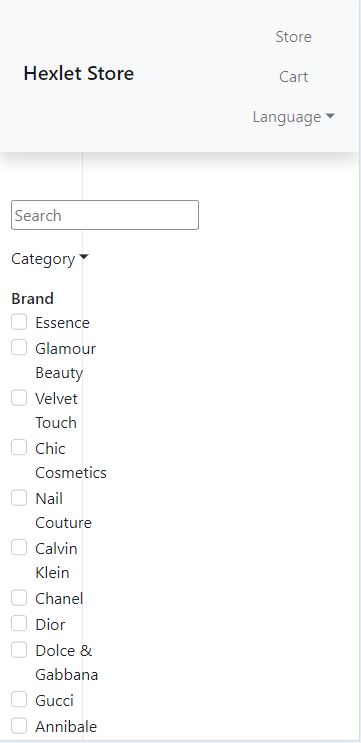 Store
Hexlet Store
Cart
Language
Search
Category
Brand
Essence
Glamour
Beauty
Velvet
Touch
Chic
Cosmetics
Nail
Couture
Calvin
Klein
Chanel
Dior
Dolce &
Gabbana
Gucci
Annibale